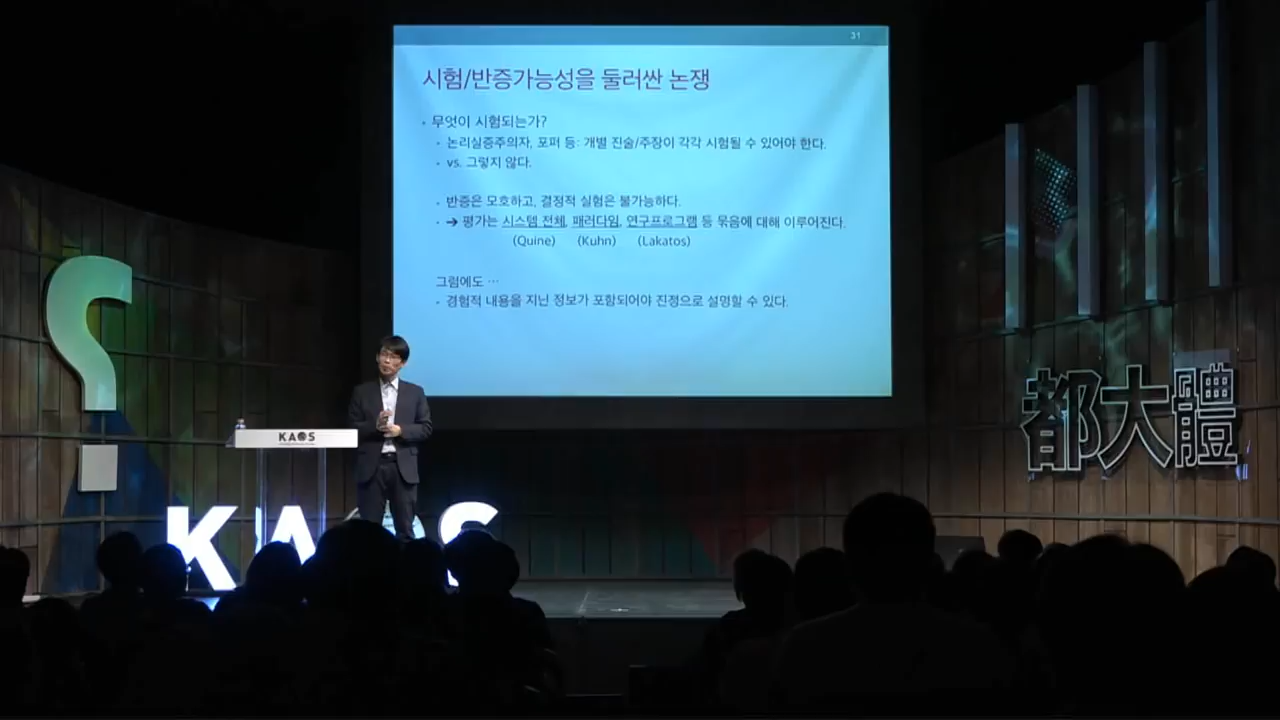 31
시험/반증가능성을 둘러싼 논쟁
• 무엇이 시험되는가?
• 논리실증주의자, 포퍼 등: 개별 진술/주장이 각각 시험될 수 있어야 한다.
• vs. 그렇지 않다.
• 반증은 모호하고, 결정적 실험은 불가능하다.
• ➔ 평가는 시스템 전체, 패러다임, 연구프로그램 등 묶음에 대해 이루어진다.
(Quine) (Kuhn) (Lakatos)
그럼에도 …
• 경험적 내용을 지닌 정보가 포함되어야 진정으로 설명할 수 있다.
?
KAOS
KAOS
都大體